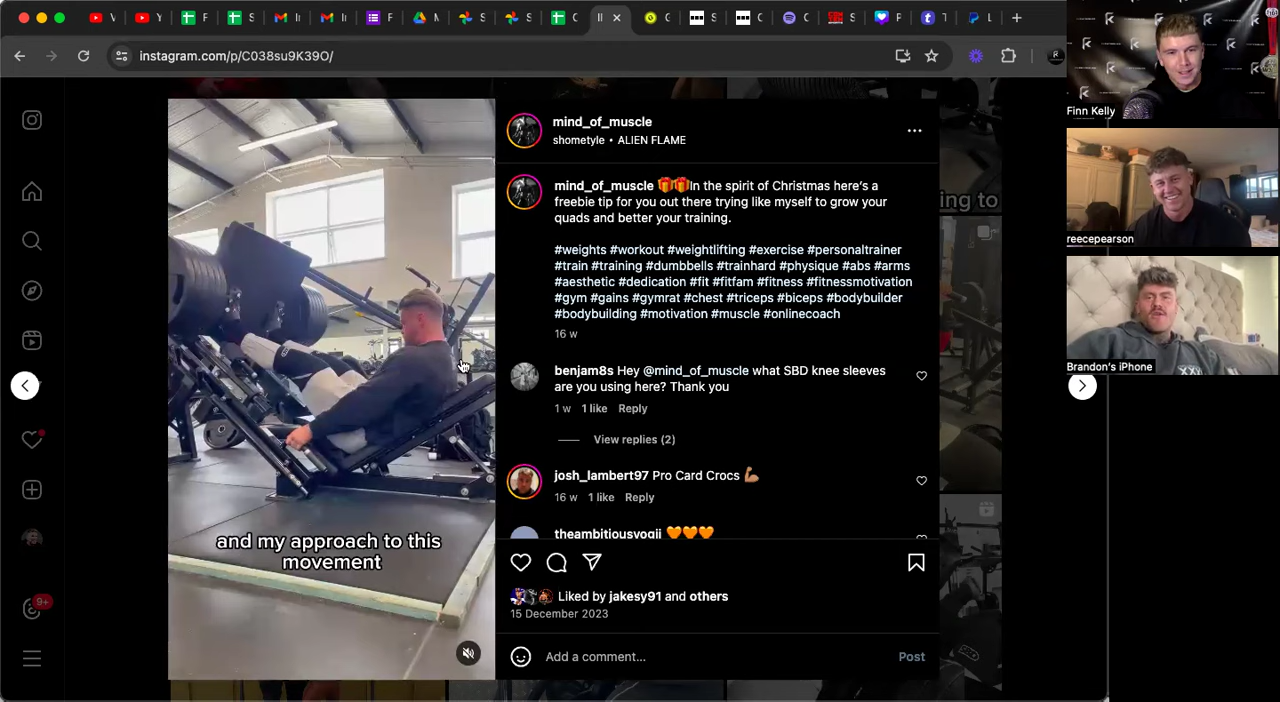 instagram.com/p/C038su9K39O/
mind_of_muscle
shometyle • ALIEN FLAME
mind_of_muscle 🎁🎁In the spirit of Christmas here's a
freebie tip for you out there trying like myself to grow your
quads and better your training.
#weights #workout #weightlifting #exercise #personaltrainer
#train #training #dumbbells #trainhard #physique #abs #arms
#aesthetic #dedication #fit #fitfam #fitness #fitnessmotivation
#gym #gains #gymrat #chest #triceps #biceps #bodybuilder
#bodybuilding #motivation #muscle #onlinecoach
16 w
benjam8s Hey @mind_of_muscle what SBD knee sleeves
are you using here? Thank you
1 w 1 like Reply
View replies (2)
josh_lambert97 Pro Card Crocs 💪🏽
16 w 1 like Reply
theambitiousyogii 🧡🧡🧡
Liked by jakesy91 and others
15 December 2023
Add a comment...
Post
and my approach to this
movement
9+
ing to
Finn Kelly
reecepearson
Brandon's iPhone